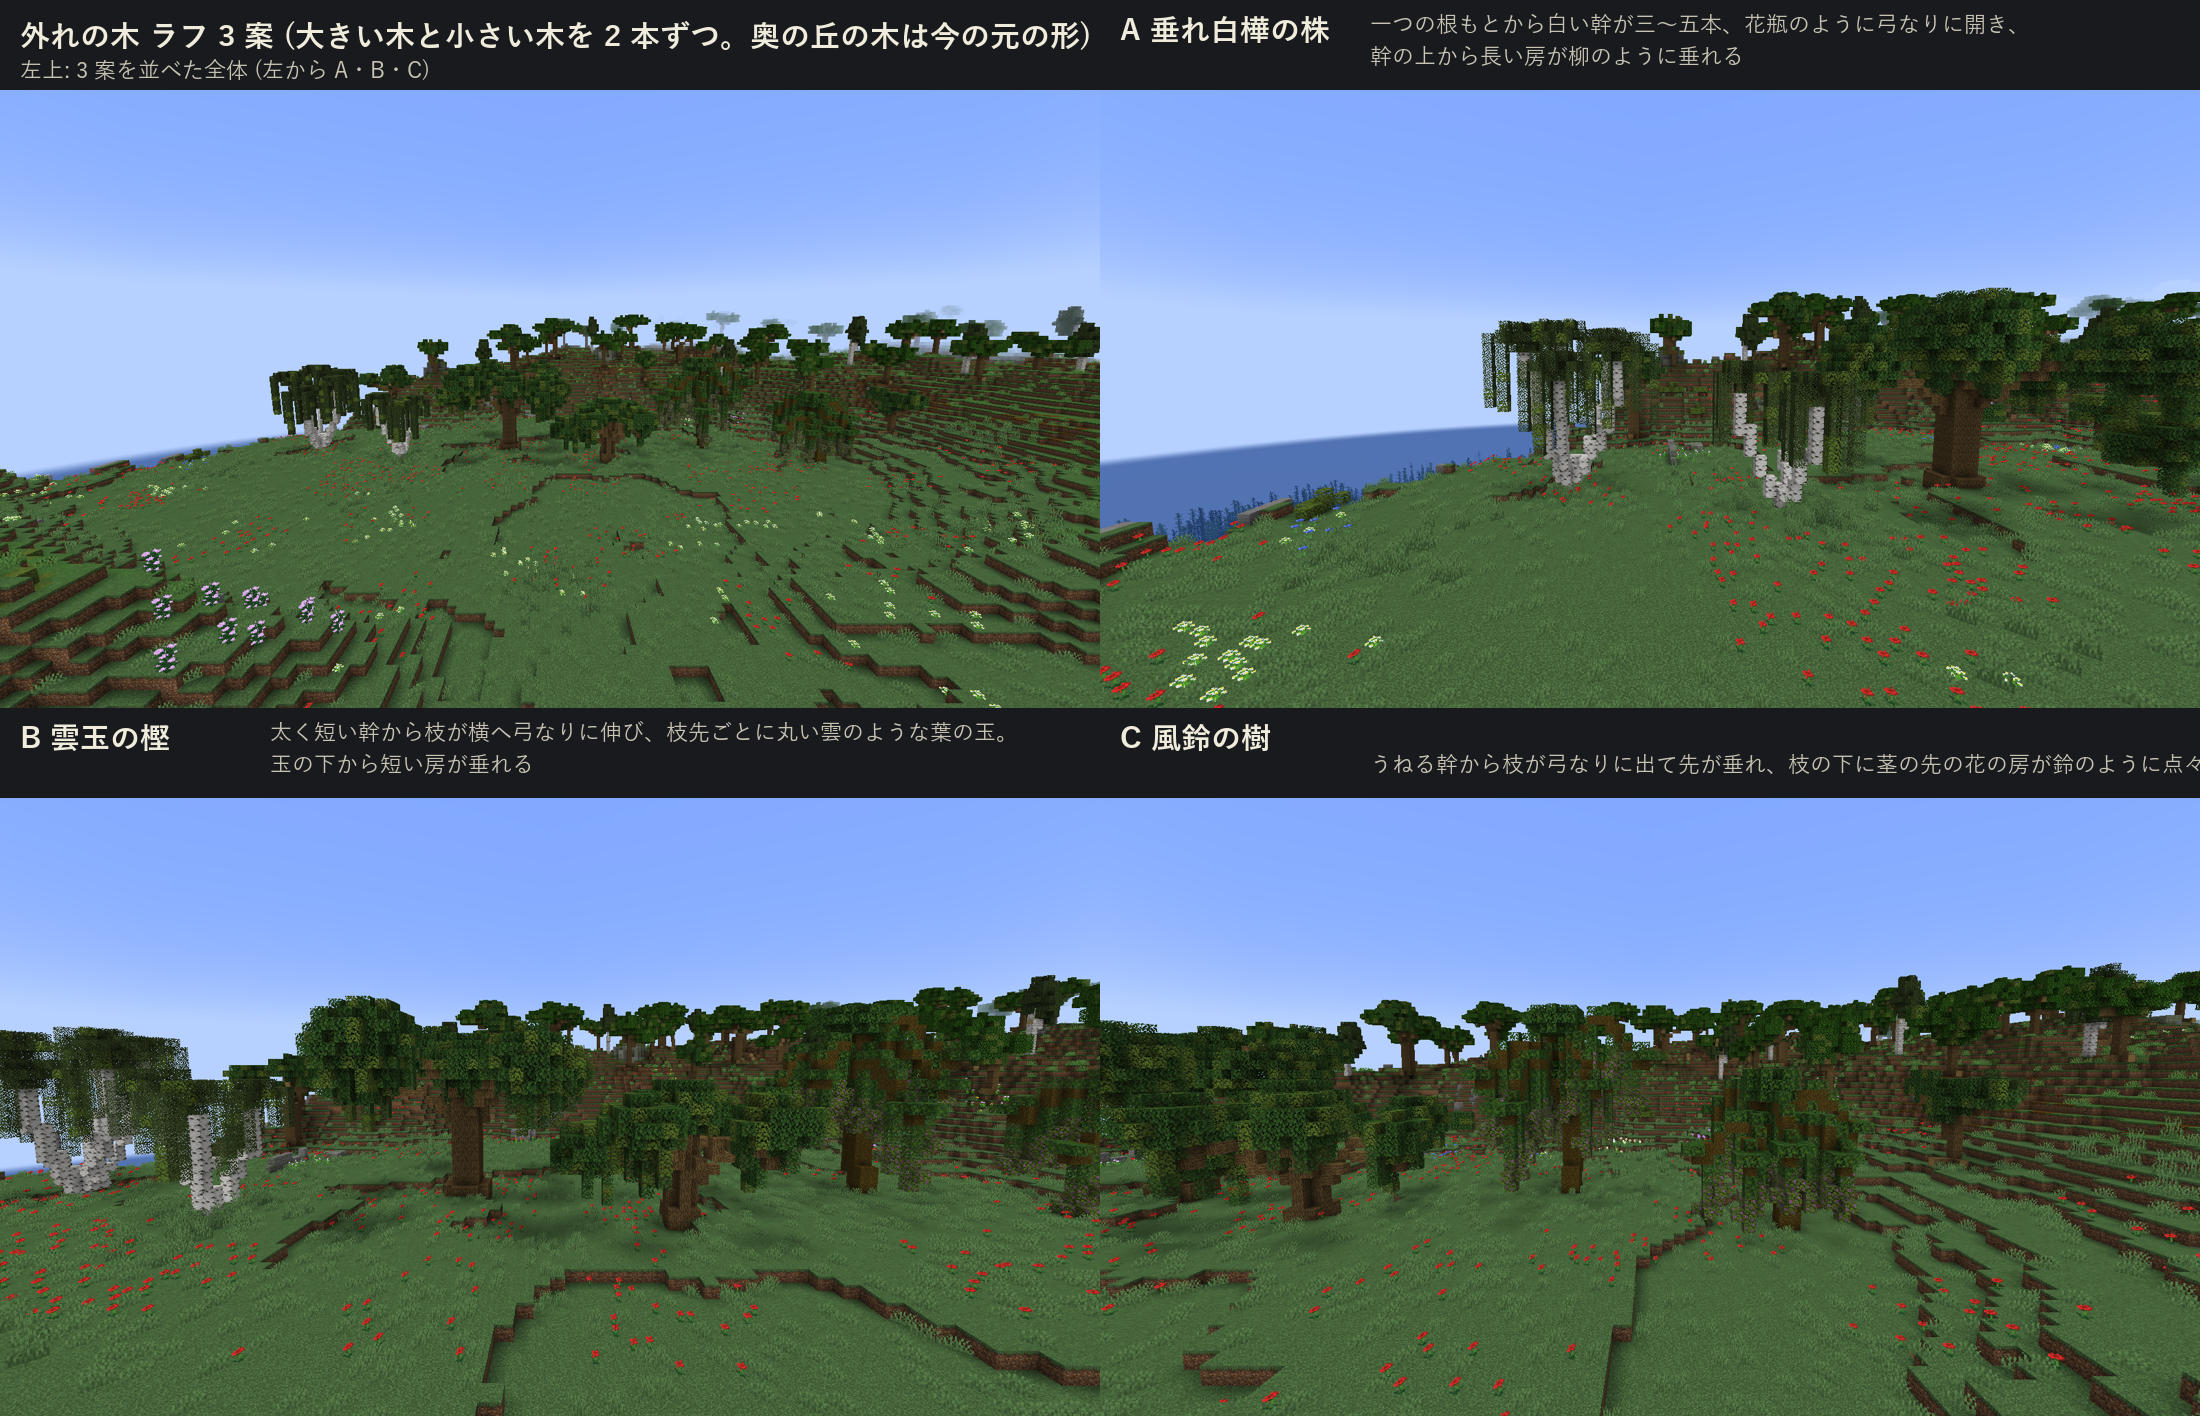 外れの木 ラフ 3 案 (大きい木と小さい木を 2 本ずつ。奥の丘の木は今の元の形)
左上: 3 案を並べた全体 (左から A・B・C)
A 垂れ白樺の株
一つの根もとから白い幹が三〜五本、花瓶のように弓なりに開き、
幹の上から長い房が柳のように垂れる
B 雲玉の樫
太く短い幹から枝が横へ弓なりに伸び、枝先ごとに丸い雲のような葉の玉。
玉の下から短い房が垂れる
C 風鈴の樹
うねる幹から枝が弓なりに出て先が垂れ、枝の下に茎の先の花の房が鈴のように点々